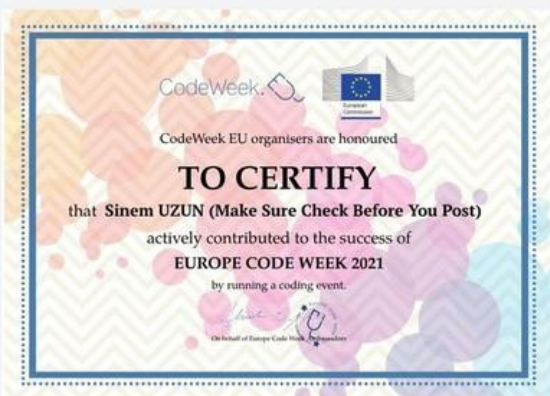 CodeWeek.
European
Commission
CodeWeek EU organisers are honoured
TO CERTIFY
that Sinem UZUN (Make Sure Check Before You Post)
actively contributed to the success of
EUROPE CODE WEEK 2021
by running a coding event.
On behalf of Europe Code Week Ambassadors